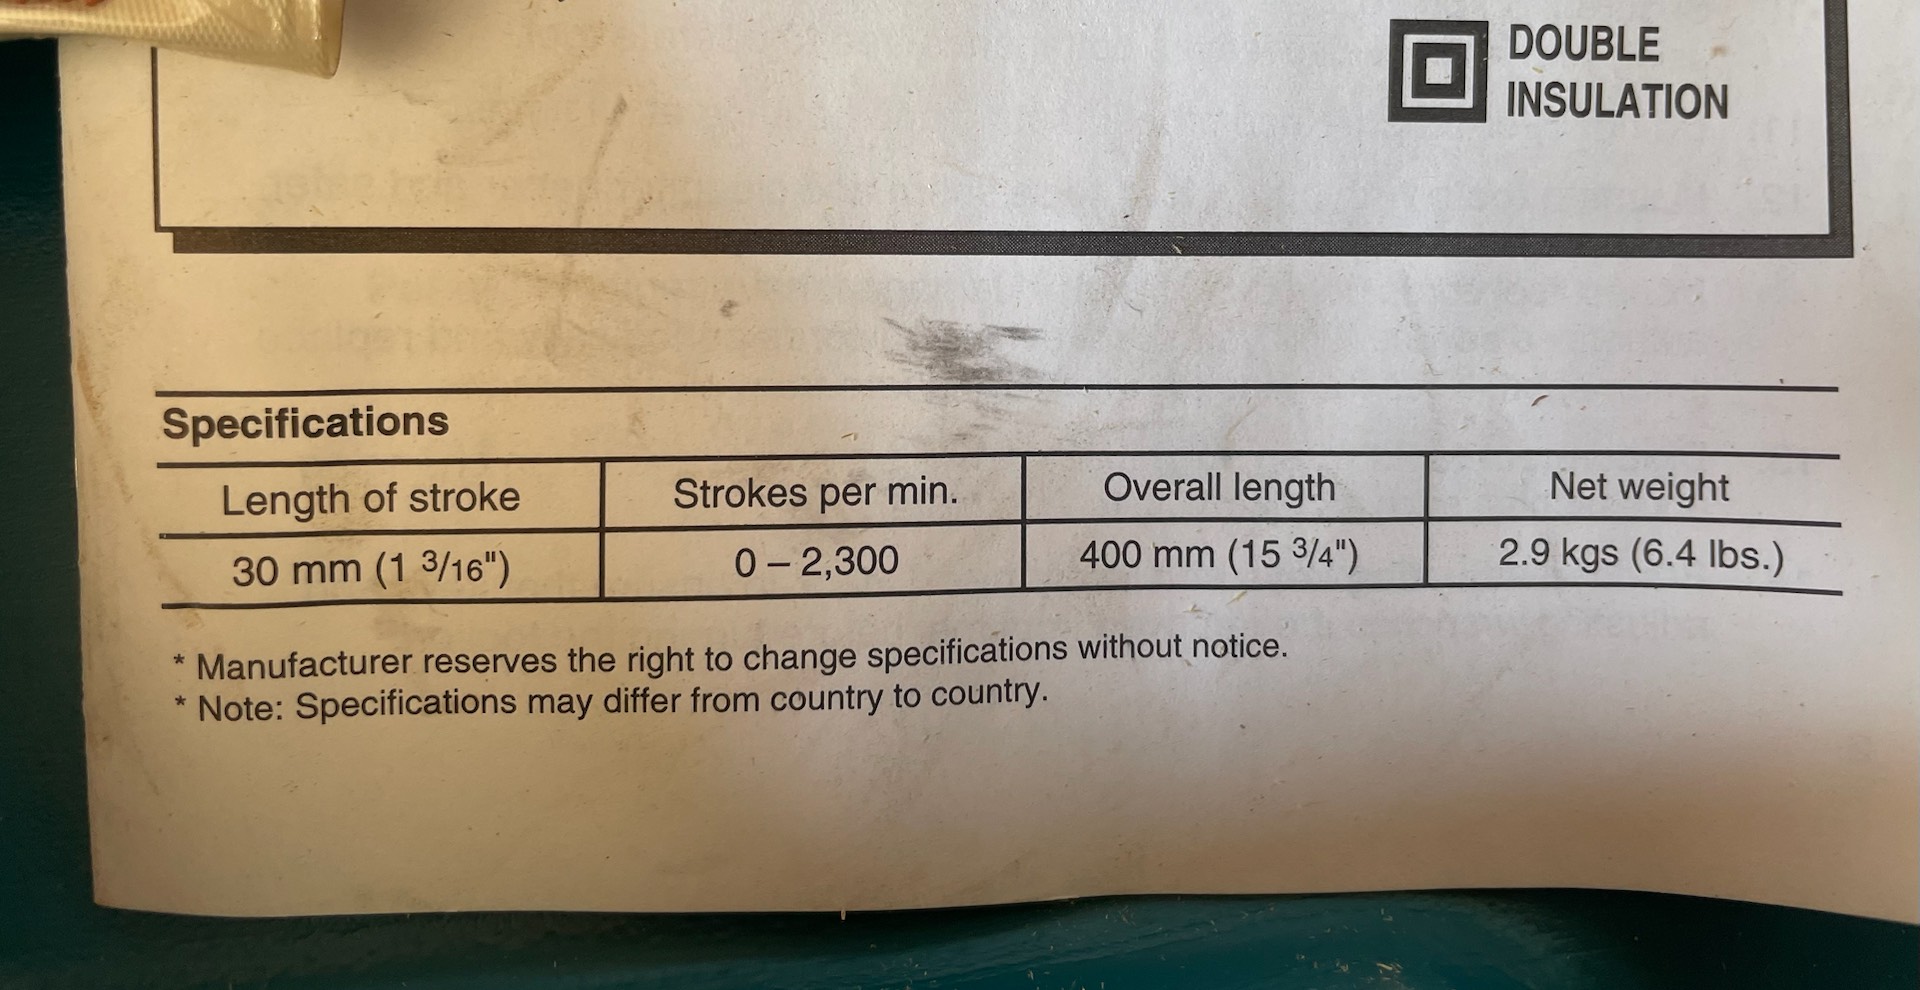 DOUBLE
INSULATION
Specifications
Length of stroke Strokes per min. Overall length Net weight
30 mm (1 3/16") 0 – 2,300 400 mm (15 3/4") 2.9 kgs (6.4 lbs.)
* Manufacturer reserves the right to change specifications without notice.
* Note: Specifications may differ from country to country.